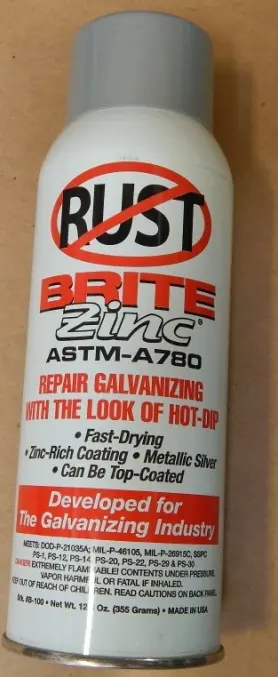 RUST
BRITE
Zinc®
ASTM-A780
REPAIR GALVANIZING
WITH THE LOOK OF HOT-DIP
• Fast-Drying
• Zinc-Rich Coating • Metallic Silver
• Can Be Top-Coated
Developed for
The Galvanizing Industry
MEETS: DOD-P-21035A; MIL-P-46105, MIL-P-26915C, SSPC
PS-1, PS-12, PS-14, PS-20, PS-22, PS-29 & PS-30
DANGER: EXTREMELY FLAMMABLE! CONTENTS UNDER PRESSURE.
VAPOR HARMFUL OR FATAL IF INHALED.
KEEP OUT OF REACH OF CHILDREN. READ CAUTIONS ON BACK PANEL.
Stk. #B-100 • Net Wt. Oz. (355 Grams) • MADE IN USA